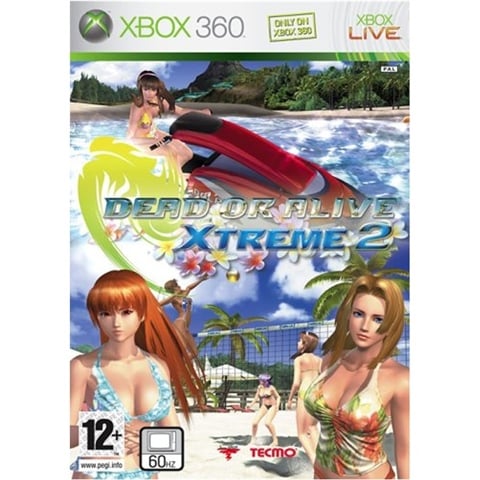 XBOX 360
ONLY ON
XBOX 360
XBOX
LIVE
PAL
DEAD OR ALIVE
XTREME 2
12+
www.pegi.info
60HZ
TECMO